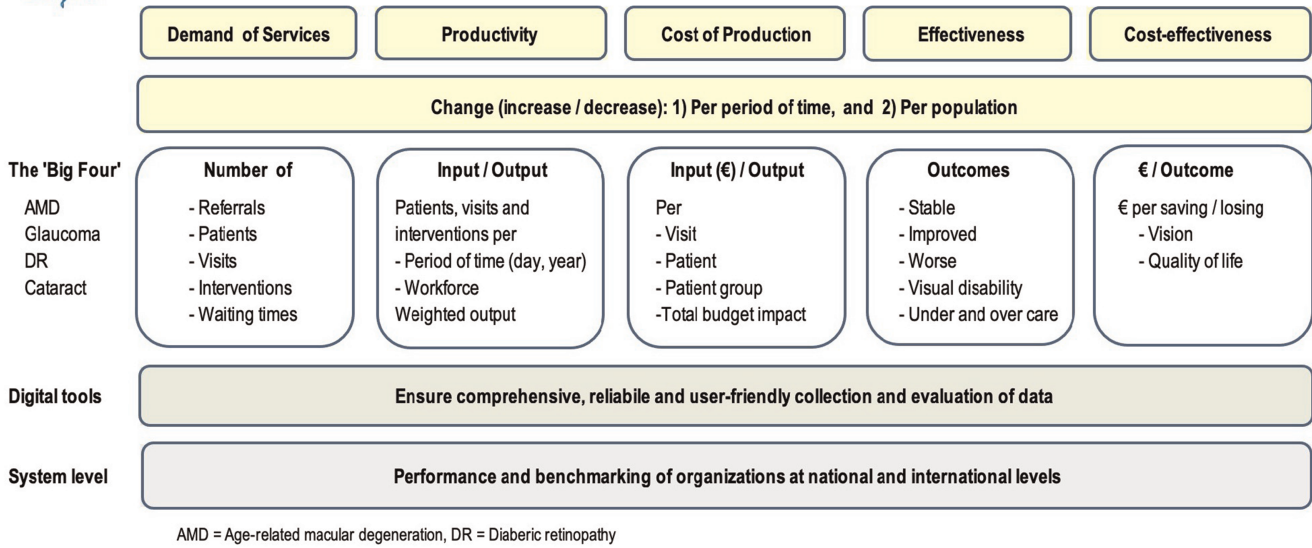 Demand of Services
Productivity
Cost of Production
Effectiveness
Cost-effectiveness
Change (increase / decrease): 1) Per period of time, and 2) Per population
The 'Big Four'
AMD
Glaucoma
DR
Cataract
Number of
- Referrals
- Patients
- Visits
- Interventions
- Waiting times
Input / Output
Patients, visits and
interventions per
- Period of time (day, year)
- Workforce
Weighted output
Input (€) / Output
Per
- Visit
- Patient
- Patient group
-Total budget impact
Outcomes
- Stable
- Improved
- Worse
- Visual disability
- Under and over care
€ / Outcome
€ per saving / losing
- Vision
- Quality of life
Digital tools
Ensure comprehensive, reliabile and user-friendly collection and evaluation of data
System level
Performance and benchmarking of organizations at national and international levels
AMD = Age-related macular degeneration, DR = Diaberic retinopathy